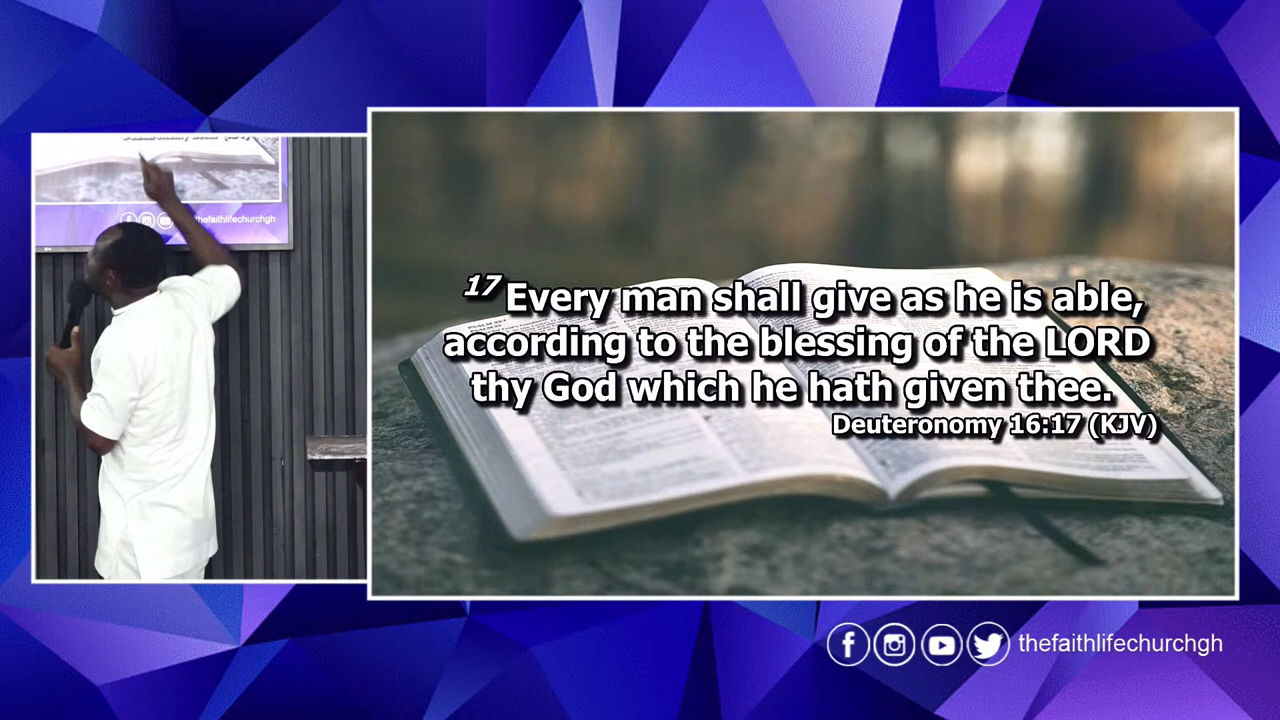 17 Every man shall give as he is able,
according to the blessing of the LORD
thy God which he hath given thee.
Deuteronomy 16:17 (KJV)
thefaithlifechurchgh
thefaithlifechurchgh